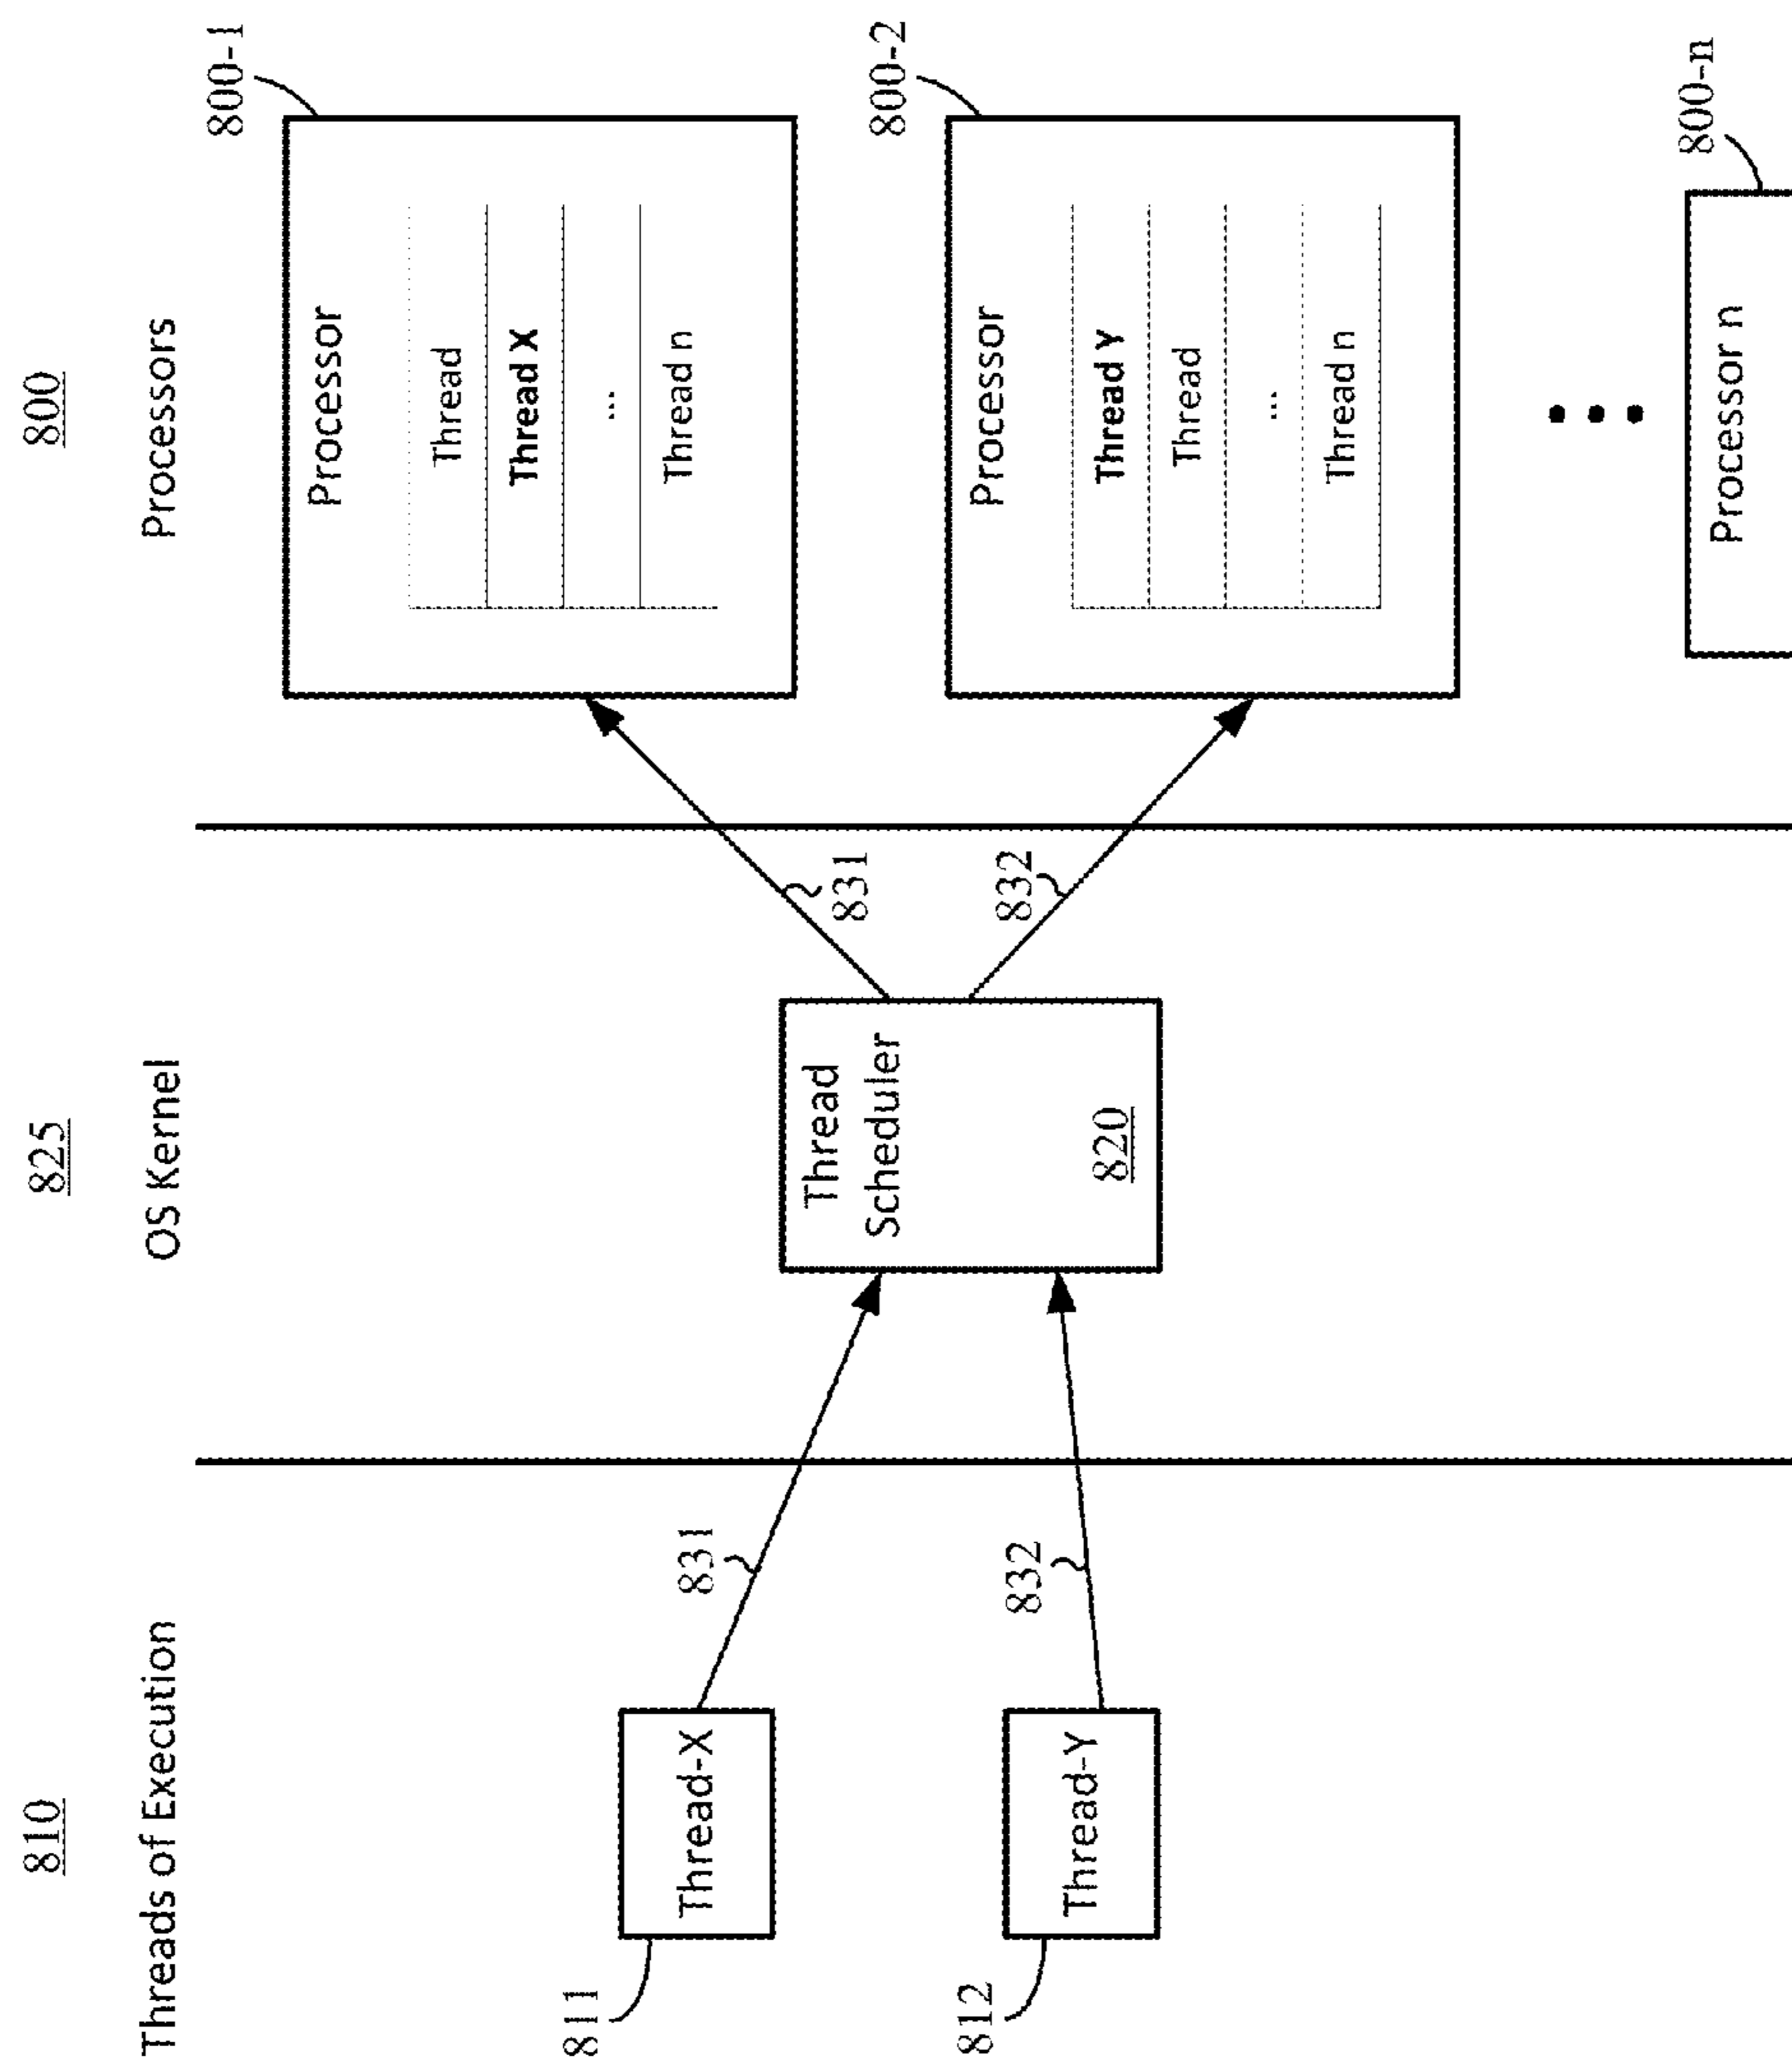 810
825
800
Threads of Execution
OS Kernel
Processors
800-1
Processor
Thread
Thread X
...
Thread n
811
Thread-X
831
831
Thread
Scheduler
820
812
Thread-Y
832
832
800-2
Processor
Thread Y
Thread
...
Thread n
800-n
Processor n